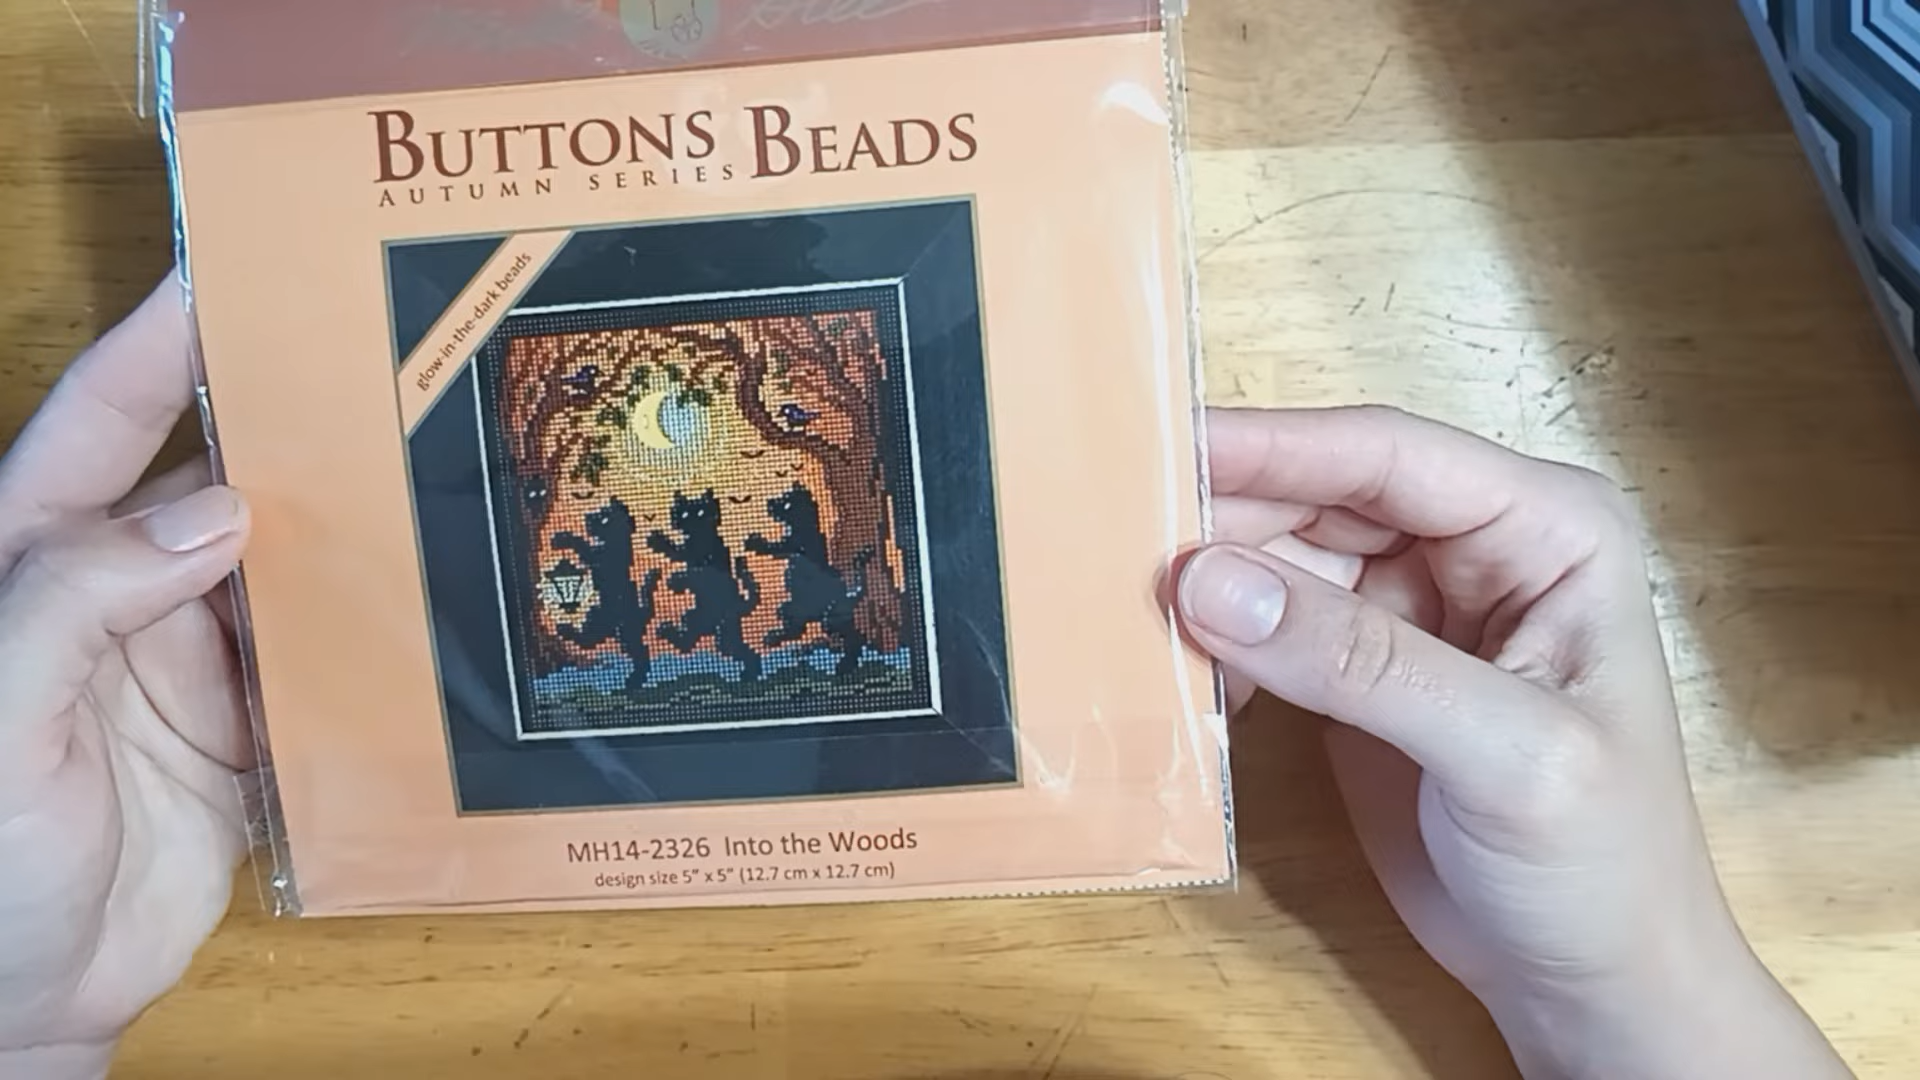 BUTTONS BEADS
AUTUMN SERIES
glow-in-the-dark beads
MH14-2326 Into the Woods
design size 5" x 5" (12.7 cm x 12.7 cm)